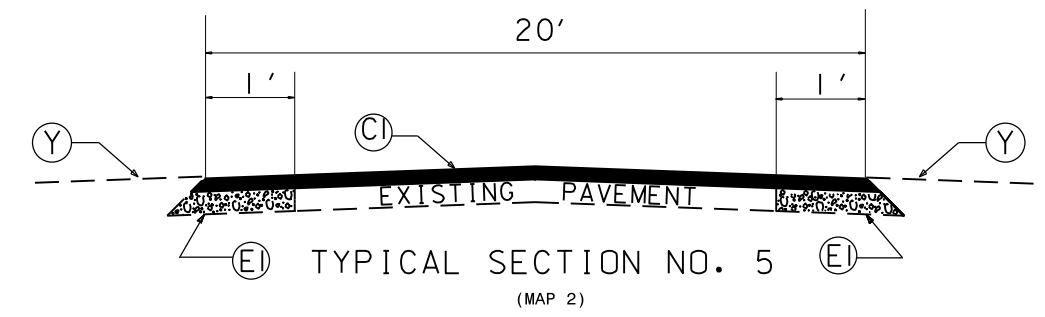 20'
1' 1'
Y C1 Y
EXISTING PAVEMENT
E1 E1
TYPICAL SECTION NO. 5
(MAP 2)